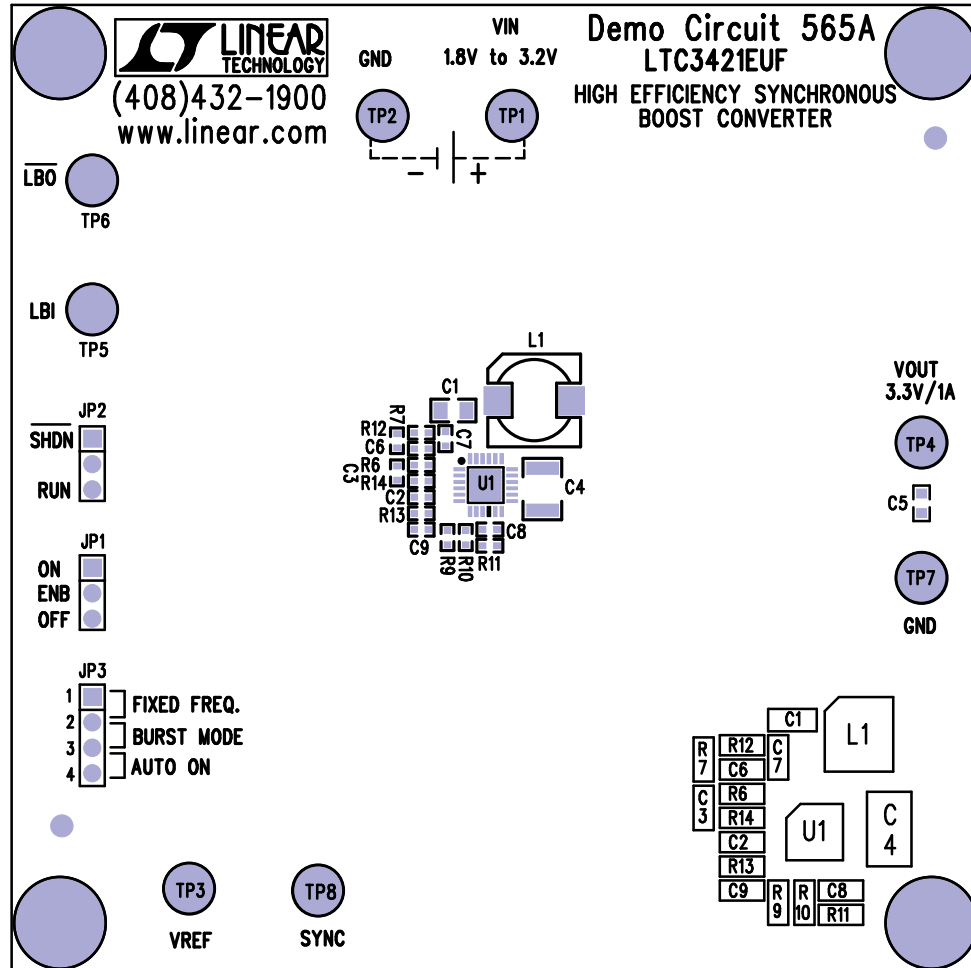 LINEAR
TECHNOLOGY
(408)432-1900
www.linear.com
GND
VIN
1.8V to 3.2V
Demo Circuit 565A
LTC3421EUF
HIGH EFFICIENCY SYNCHRONOUS
BOOST CONVERTER
TP2
TP1
-
+
LBO
TP6
LBI
TP5
JP2
SHDN
RUN
JP1
ON
ENB
OFF
JP3
1
2
3
4
FIXED FREQ.
BURST MODE
AUTO ON
L1
C1
R7
R12
C6
C7
R6
C3
R14
C2
R13
C9
U1
C4
C8
R9
R10
R11
VOUT
3.3V/1A
TP4
C5
TP7
GND
C1
L1
R7
R12
C7
C6
C3
R6
R14
U1
C4
C2
R13
C9
R9
R10
C8
R11
TP3
VREF
TP8
SYNC